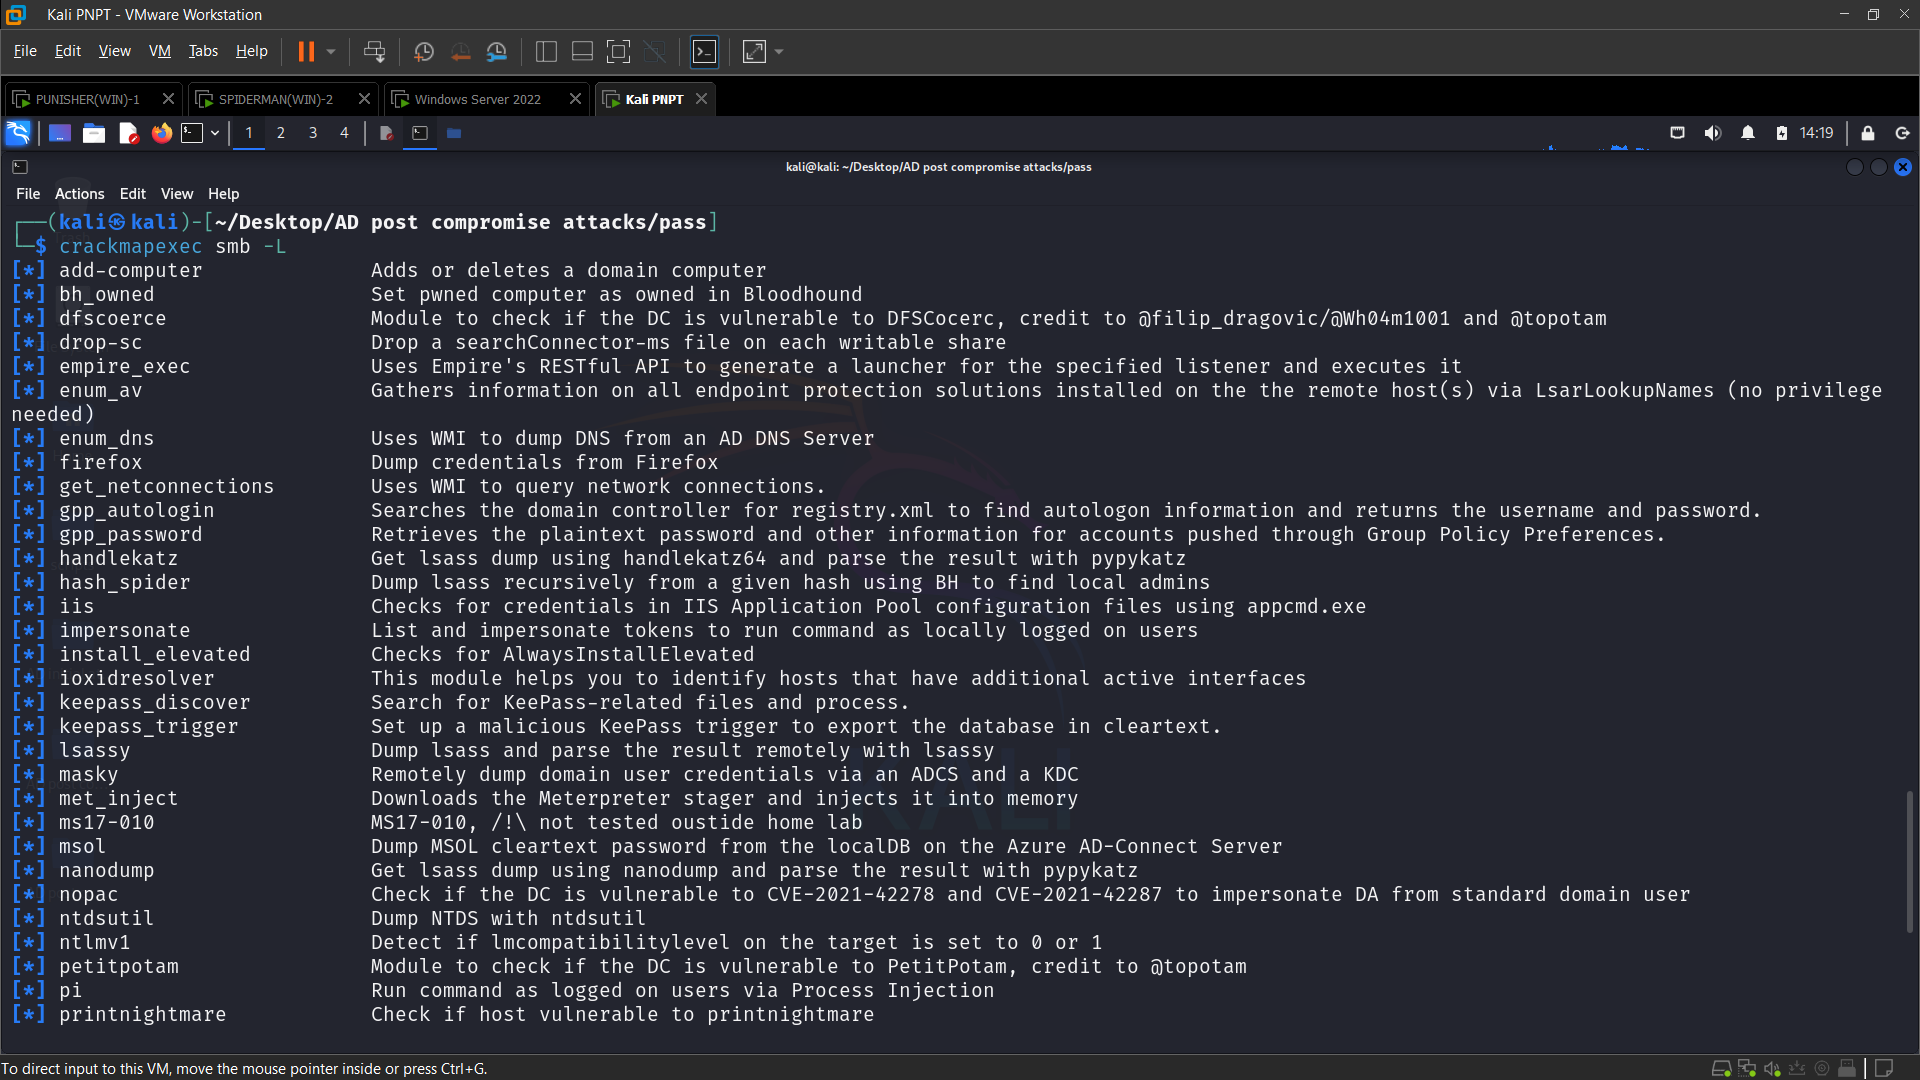 Kali PNPT - VMware Workstation
File Edit View VM Tabs Help
PUNISHER(WIN)-1 SPIDERMAN(WIN)-2 Windows Server 2022 Kali PNPT
1 2 3 4 14:19
kali@kali: ~/Desktop/AD post compromise attacks/pass
File Actions Edit View Help
(kali㉿kali)-[~/Desktop/AD post compromise attacks/pass]
$ crackmapexec smb -L
[*] add-computer Adds or deletes a domain computer
[*] bh_owned Set pwned computer as owned in Bloodhound
[*] dfscoerce Module to check if the DC is vulnerable to DFSCocerc, credit to @filip_dragovic/@Wh04m1001 and @topotam
[*] drop-sc Drop a searchConnector-ms file on each writable share
[*] empire_exec Uses Empire's RESTful API to generate a launcher for the specified listener and executes it
[*] enum_av Gathers information on all endpoint protection solutions installed on the the remote host(s) via LsarLookupNames (no privilege
needed)
[*] enum_dns Uses WMI to dump DNS from an AD DNS Server
[*] firefox Dump credentials from Firefox
[*] get_netconnections Uses WMI to query network connections.
[*] gpp_autologin Searches the domain controller for registry.xml to find autologon information and returns the username and password.
[*] gpp_password Retrieves the plaintext password and other information for accounts pushed through Group Policy Preferences.
[*] handlekatz Get lsass dump using handlekatz64 and parse the result with pypykatz
[*] hash_spider Dump lsass recursively from a given hash using BH to find local admins
[*] iis Checks for credentials in IIS Application Pool configuration files using appcmd.exe
[*] impersonate List and impersonate tokens to run command as locally logged on users
[*] install_elevated Checks for AlwaysInstallElevated
[*] ioxidresolver This module helps you to identify hosts that have additional active interfaces
[*] keepass_discover Search for KeePass-related files and process.
[*] keepass_trigger Set up a malicious KeePass trigger to export the database in cleartext.
[*] lsassy Dump lsass and parse the result remotely with lsassy
[*] masky Remotely dump domain user credentials via an ADCS and a KDC
[*] met_inject Downloads the Meterpreter stager and injects it into memory
[*] ms17-010 MS17-010, /!\ not tested oustide home lab
[*] msol Dump MSOL cleartext password from the localDB on the Azure AD-Connect Server
[*] nanodump Get lsass dump using nanodump and parse the result with pypykatz
[*] nopac Check if the DC is vulnerable to CVE-2021-42278 and CVE-2021-42287 to impersonate DA from standard domain user
[*] ntdsutil Dump NTDS with ntdsutil
[*] ntlmv1 Detect if lmcompatibilitylevel on the target is set to 0 or 1
[*] petitpotam Module to check if the DC is vulnerable to PetitPotam, credit to @topotam
[*] pi Run command as logged on users via Process Injection
[*] printnightmare Check if host vulnerable to printnightmare
KALI
To direct input to this VM, move the mouse pointer inside or press Ctrl+G.